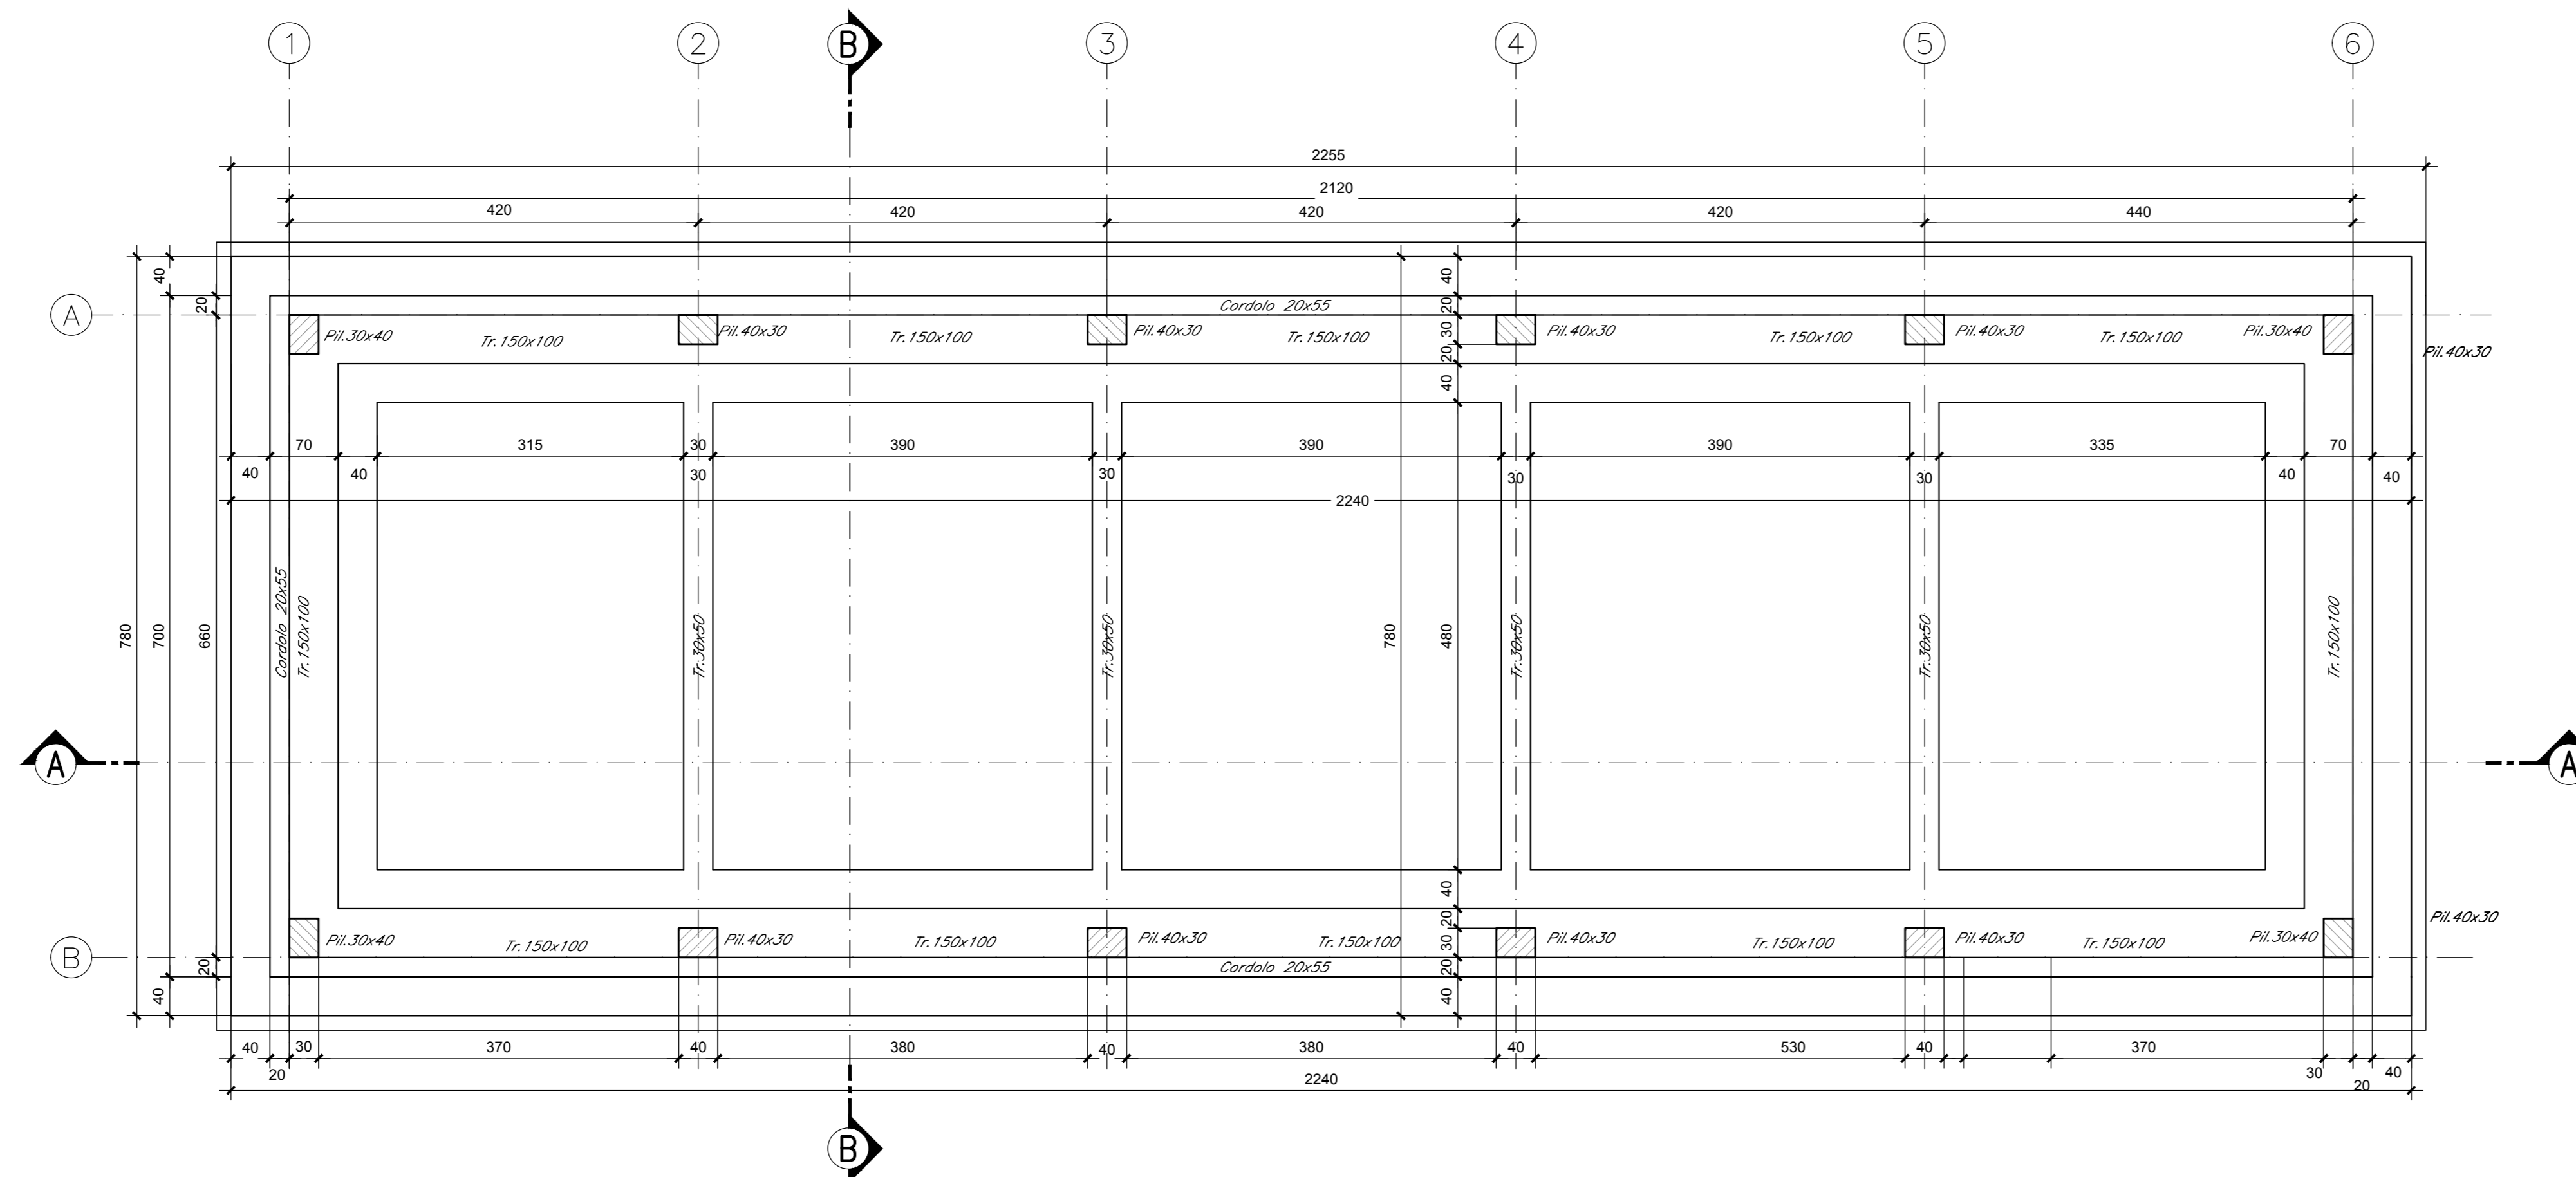 1 2 B 3 4 5 6
2255
2120
420 420 420 420 440
40 40
20 Cordolo 20x55 20
A
Pil.30x40 Tr.150x100 Pil.40x30 Tr.150x100 Pil.40x30 Tr.150x100 30 Pil.40x30 Tr.150x100 Pil.40x30 Tr.150x100 Pil.30x40
20 Pil.40x30
40
70 315 30 390 390 390 335 70
40 40 30 30 30 30 40 40
2240
Cordolo 20x55
Tr.150x100
Tr.30x50
Tr.30x50
Tr.30x50
Tr.30x50
Tr.150x100
780 700 660 780 480
A A
40
20 Pil.40x30
Pil.30x40 Tr.150x100 Pil.40x30 Tr.150x100 Pil.40x30 Tr.150x100 30 Pil.40x30 Tr.150x100 Pil.40x30 Tr.150x100 Pil.30x40
B
20 Cordolo 20x55 20
40 40
40 30 370 40 380 40 380 40 530 40 370
20 30 20 40
2240
B